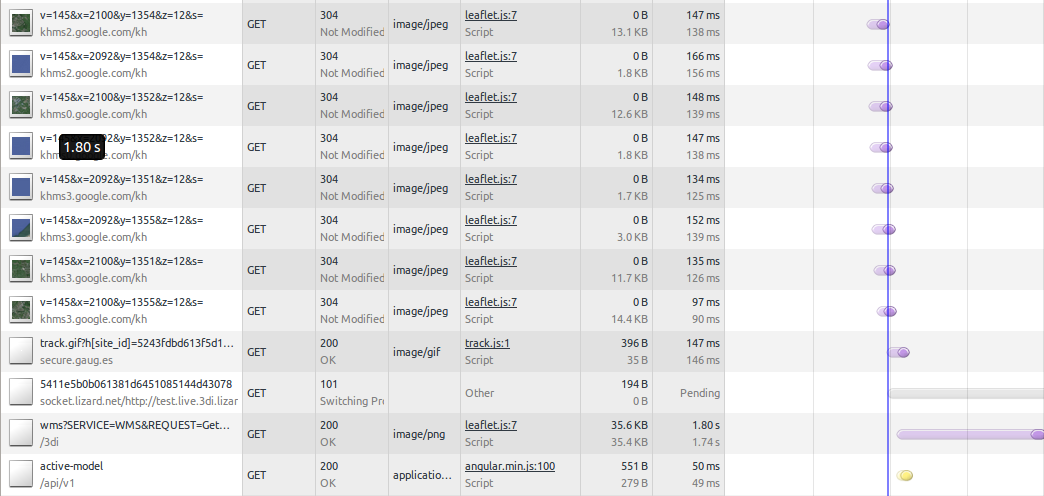 v=145&x=2100&y=1354&z=12&s= GET 304 image/jpeg leaflet.js:7 0 B 147 ms
khms2.google.com/kh Not Modified Script 13.1 KB 138 ms
v=145&x=2092&y=1354&z=12&s= GET 304 image/jpeg leaflet.js:7 0 B 166 ms
khms2.google.com/kh Not Modified Script 1.8 KB 156 ms
v=145&x=2100&y=1352&z=12&s= GET 304 image/jpeg leaflet.js:7 0 B 148 ms
khms0.google.com/kh Not Modified Script 12.6 KB 139 ms
v=1 92&y=1352&z=12&s= GET 304 image/jpeg leaflet.js:7 0 B 147 ms
1.80 s
.google.com/kh Not Modified Script 1.8 KB 138 ms
v=145&x=2092&y=1351&z=12&s= GET 304 image/jpeg leaflet.js:7 0 B 134 ms
khms3.google.com/kh Not Modified Script 1.7 KB 125 ms
v=145&x=2092&y=1355&z=12&s= GET 304 image/jpeg leaflet.js:7 0 B 152 ms
khms3.google.com/kh Not Modified Script 3.0 KB 139 ms
v=145&x=2100&y=1351&z=12&s= GET 304 image/jpeg leaflet.js:7 0 B 135 ms
khms3.google.com/kh Not Modified Script 11.7 KB 126 ms
v=145&x=2100&y=1355&z=12&s= GET 304 image/jpeg leaflet.js:7 0 B 97 ms
khms3.google.com/kh Not Modified Script 14.4 KB 90 ms
track.gif?h[site_id]=5243fdbd613f5d1... GET 200 image/gif track.js:1 396 B 147 ms
secure.gaug.es OK Script 35 B 146 ms
5411e5b0b061381d6451085144d43078 GET 101 Other 194 B Pending
socket.lizard.net/http://test.live.3di.lizar Switching Pr 0 B
wms?SERVICE=WMS&REQUEST=Get... GET 200 image/png leaflet.js:7 35.6 KB 1.80 s
/3di OK Script 35.4 KB 1.74 s
active-model GET 200 applicatio... angular.min.js:100 551 B 50 ms
/api/v1 OK Script 279 B 49 ms